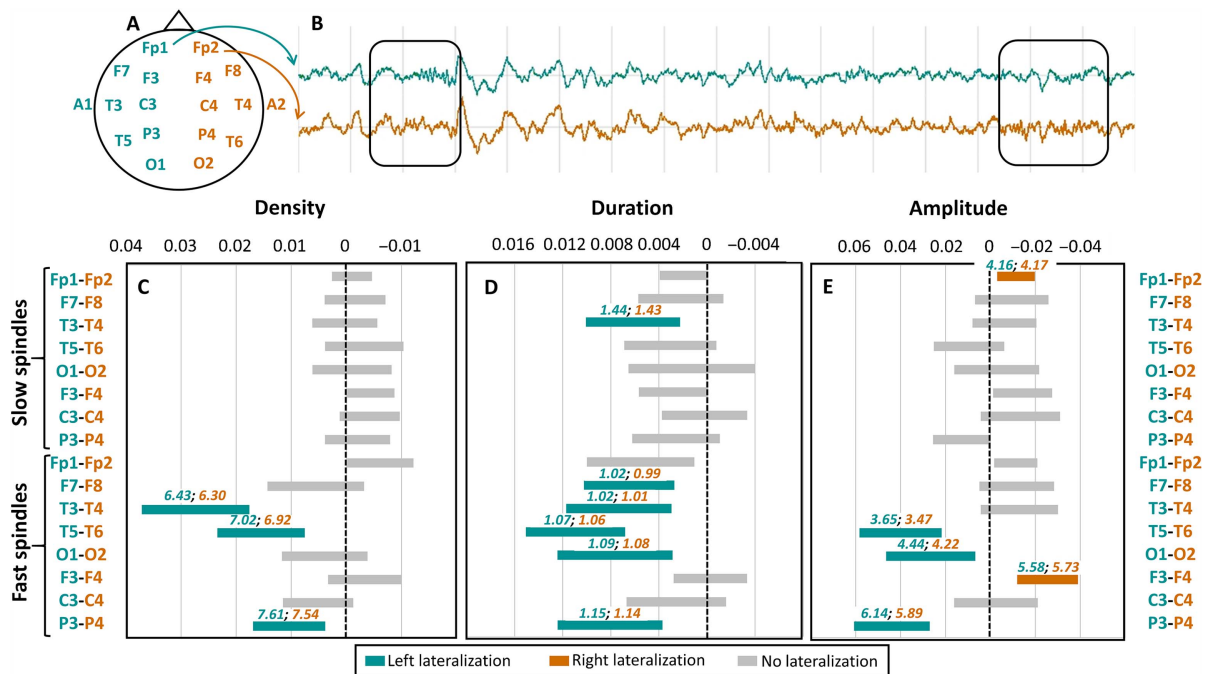 A
B
Fp1 Fp2
F7 F3 F4 F8
A1 T3 C3 C4 T4 A2
T5 P3 P4 T6
O1 O2
Density
Duration
Amplitude
0.04 0.03 0.02 0.01 0 −0.01
0.016 0.012 0.008 0.004 0 −0.004
0.06 0.04 0.02 0 −0.02 −0.04
C
D
E
Slow spindles
Fp1-Fp2
F7-F8
T3-T4
T5-T6
O1-O2
F3-F4
C3-C4
P3-P4
Fast spindles
Fp1-Fp2
F7-F8
T3-T4
T5-T6
O1-O2
F3-F4
C3-C4
P3-P4
6.43; 6.30
7.02; 6.92
7.61; 7.54
1.44; 1.43
1.02; 0.99
1.02; 1.01
1.07; 1.06
1.09; 1.08
1.15; 1.14
4.16; 4.17
3.65; 3.47
4.44; 4.22
5.58; 5.73
6.14; 5.89
Fp1-Fp2
F7-F8
T3-T4
T5-T6
O1-O2
F3-F4
C3-C4
P3-P4
Fp1-Fp2
F7-F8
T3-T4
T5-T6
O1-O2
F3-F4
C3-C4
P3-P4
Left lateralization
Right lateralization
No lateralization